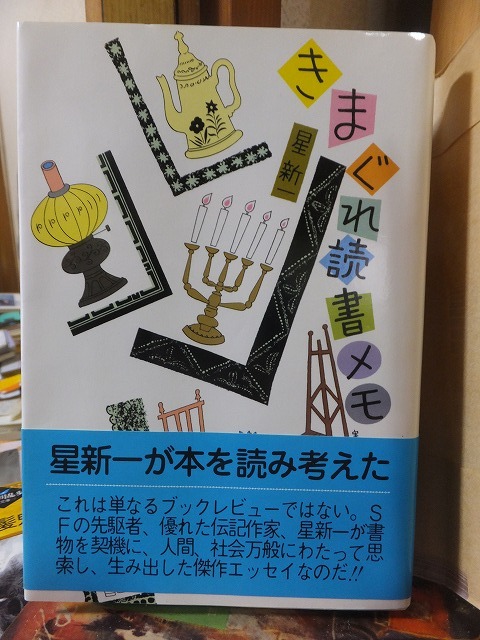 きまぐれ読書メモ
星新一
星新一が本を読み考えた
これは単なるブックレビューではない。S
Fの先駆者、優れた伝記作家、星新一が書
物を契機に、人間、社会万般にわたって思
索し、生み出した傑作エッセイなのだ!!